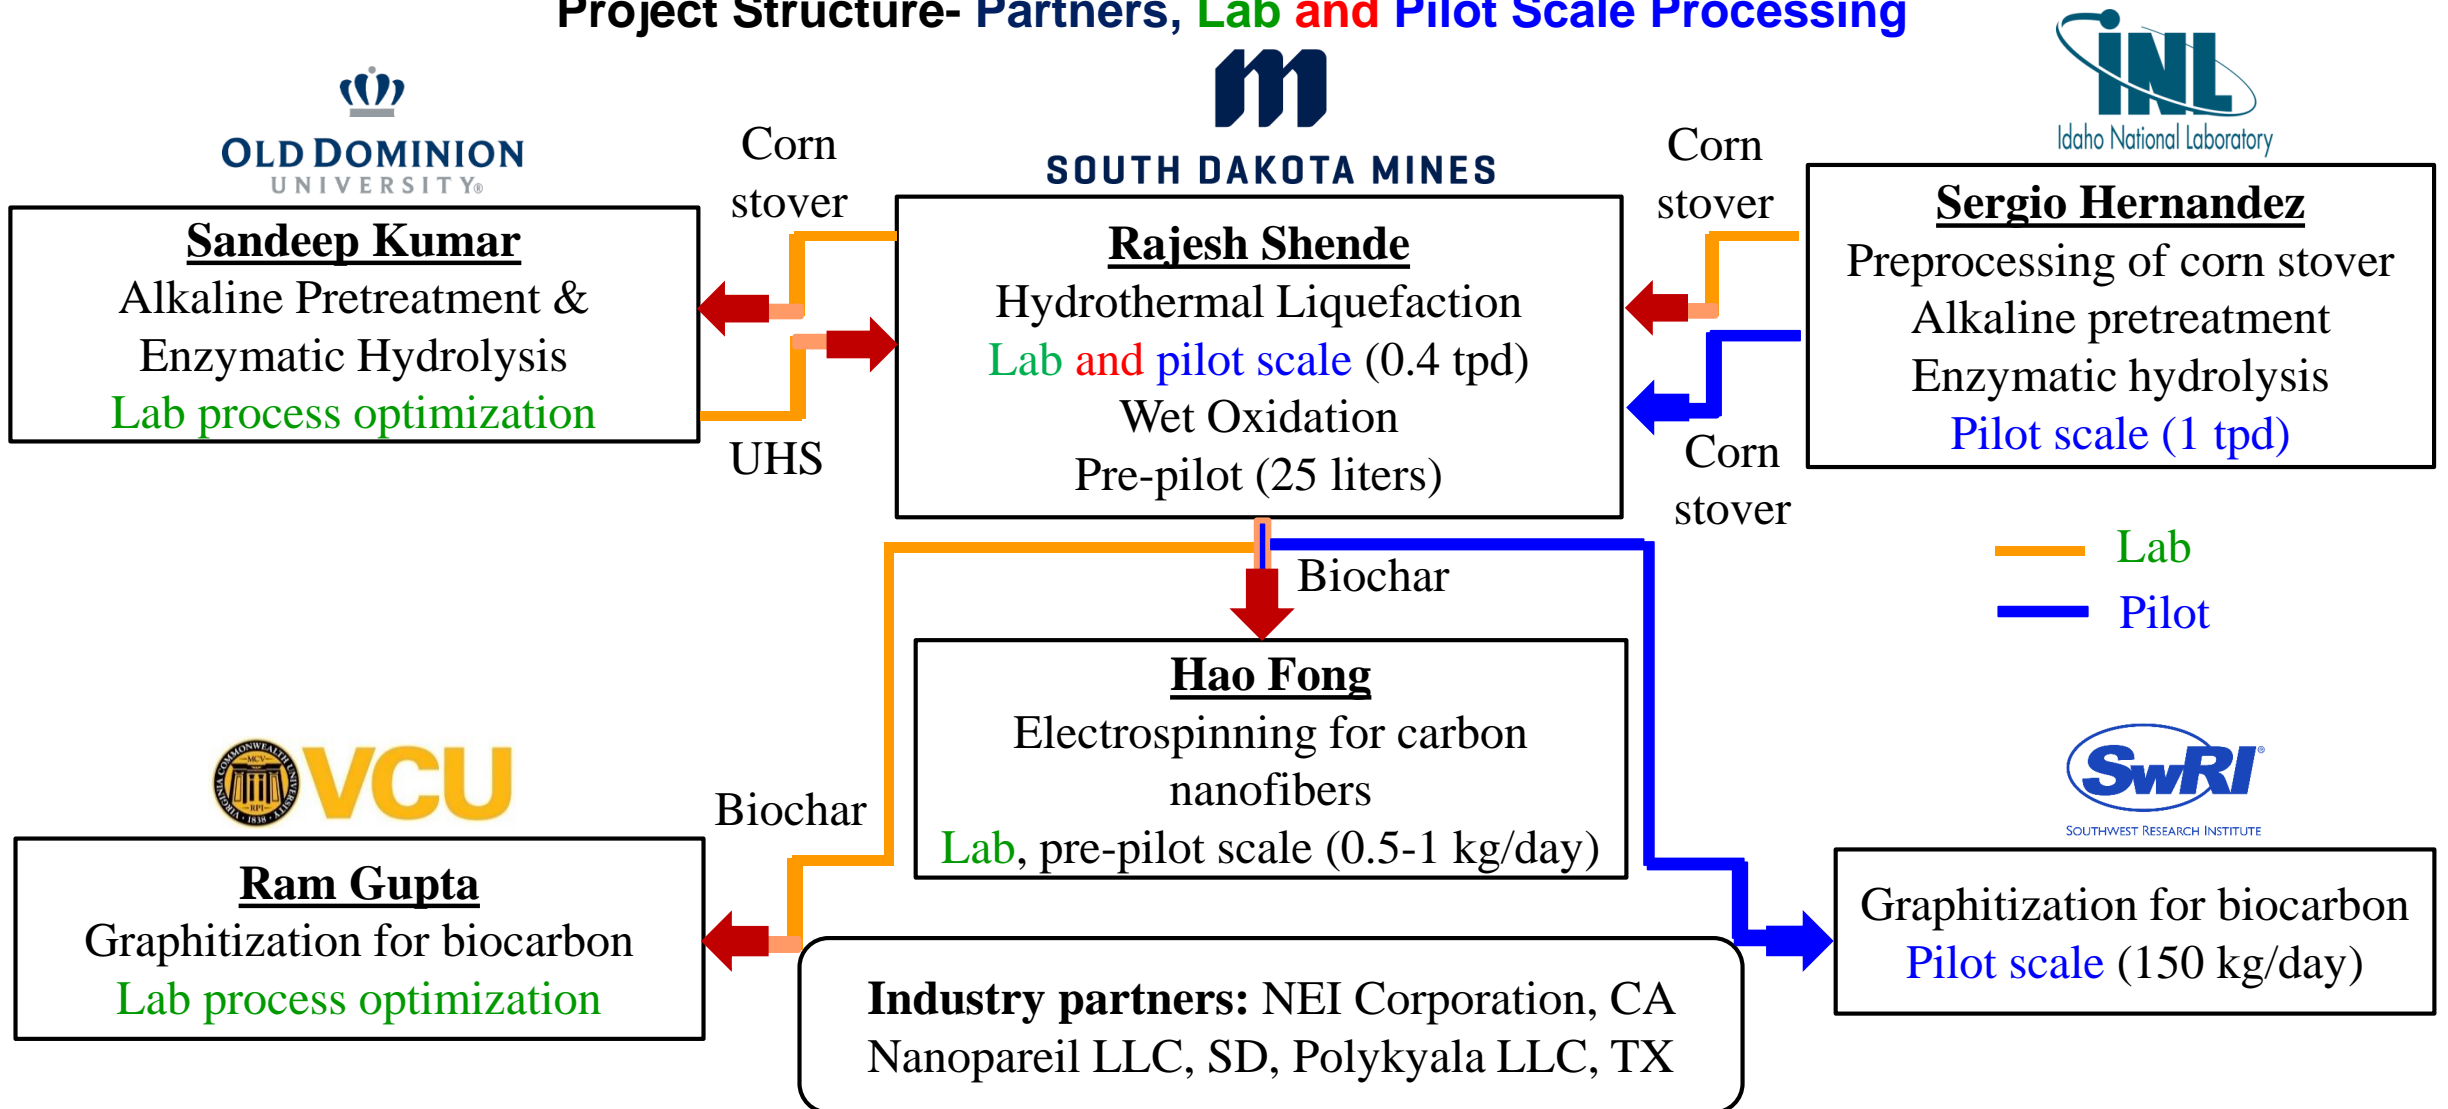 Project Structure- Partners, Lab and Pilot Scale Processing
OLD DOMINION
UNIVERSITY®
Corn
stover
SOUTH DAKOTA MINES
Corn
stover
INL
Idaho National Laboratory
Sandeep Kumar
Alkaline Pretreatment &
Enzymatic Hydrolysis
Lab process optimization
UHS
Rajesh Shende
Hydrothermal Liquefaction
Lab and pilot scale (0.4 tpd)
Wet Oxidation
Pre-pilot (25 liters)
Sergio Hernandez
Preprocessing of corn stover
Alkaline pretreatment
Enzymatic hydrolysis
Pilot scale (1 tpd)
Corn
stover
Lab
Pilot
Biochar
Hao Fong
Electrospinning for carbon
nanofibers
Lab, pre-pilot scale (0.5-1 kg/day)
VIRGINIA COMMONWEALTH UNIVERSITY
MCV
RPI
1838
VCU
Biochar
SwRI®
SOUTHWEST RESEARCH INSTITUTE
Ram Gupta
Graphitization for biocarbon
Lab process optimization
Graphitization for biocarbon
Pilot scale (150 kg/day)
Industry partners: NEI Corporation, CA
Nanopareil LLC, SD, Polykyala LLC, TX